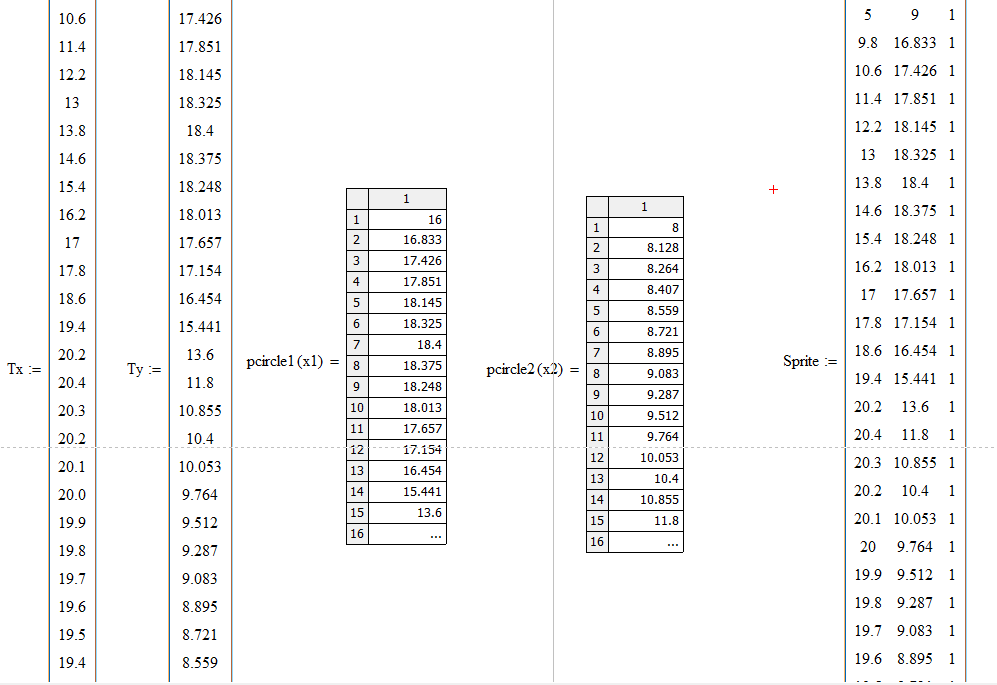 Tx :=
10.6
11.4
12.2
13
13.8
14.6
15.4
16.2
17
17.8
18.6
19.4
20.2
20.4
20.3
20.2
20.1
20.0
19.9
19.8
19.7
19.6
19.5
19.4
Ty :=
17.426
17.851
18.145
18.325
18.4
18.375
18.248
18.013
17.657
17.154
16.454
15.441
13.6
11.8
10.855
10.4
10.053
9.764
9.512
9.287
9.083
8.895
8.721
8.559
pcircle1 (x1) =
1
1 16
2 16.833
3 17.426
4 17.851
5 18.145
6 18.325
7 18.4
8 18.375
9 18.248
10 18.013
11 17.657
12 17.154
13 16.454
14 15.441
15 13.6
16 ...
pcircle2 (x2) =
1
1 8
2 8.128
3 8.264
4 8.407
5 8.559
6 8.721
7 8.895
8 9.083
9 9.287
10 9.512
11 9.764
12 10.053
13 10.4
14 10.855
15 11.8
16 ...
Sprite :=
5 9 1
9.8 16.833 1
10.6 17.426 1
11.4 17.851 1
12.2 18.145 1
13 18.325 1
13.8 18.4 1
14.6 18.375 1
15.4 18.248 1
16.2 18.013 1
17 17.657 1
17.8 17.154 1
18.6 16.454 1
19.4 15.441 1
20.2 13.6 1
20.4 11.8 1
20.3 10.855 1
20.2 10.4 1
20.1 10.053 1
20 9.764 1
19.9 9.512 1
19.8 9.287 1
19.7 9.083 1
19.6 8.895 1